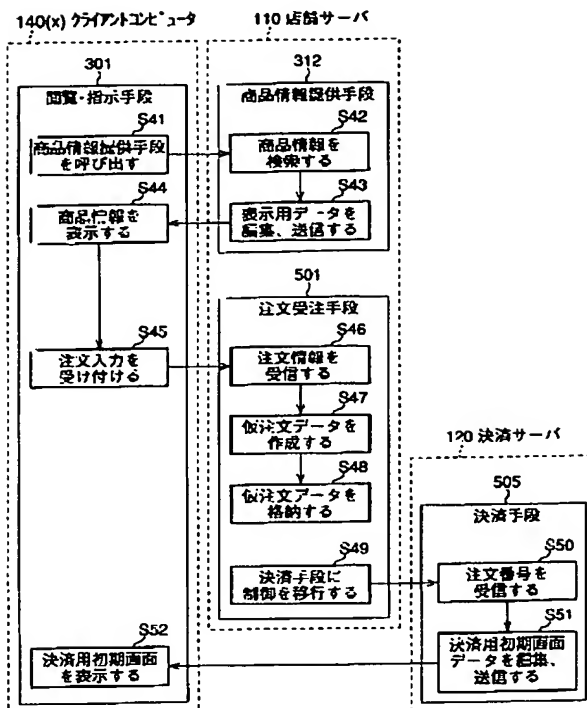 140(x) クライアントコンピュータ
110 店舗サーバ
301
閲覧・指示手段
312
商品情報提供手段
S41
商品情報提供手段
を呼び出す
S42
商品情報を
検索する
S43
表示用データを
編集、送信する
S44
商品情報を
表示する
501
注文受注手段
S45
注文入力を
受け付ける
S46
注文情報を
受信する
S47
仮注文データを
作成する
S48
仮注文データを
格納する
S49
決済手段に
制御を移行する
120 決済サーバ
505
決済手段
S50
注文番号を
受信する
S51
決済用初期画面
データを編集、
送信する
S52
決済用初期画面
を表示する